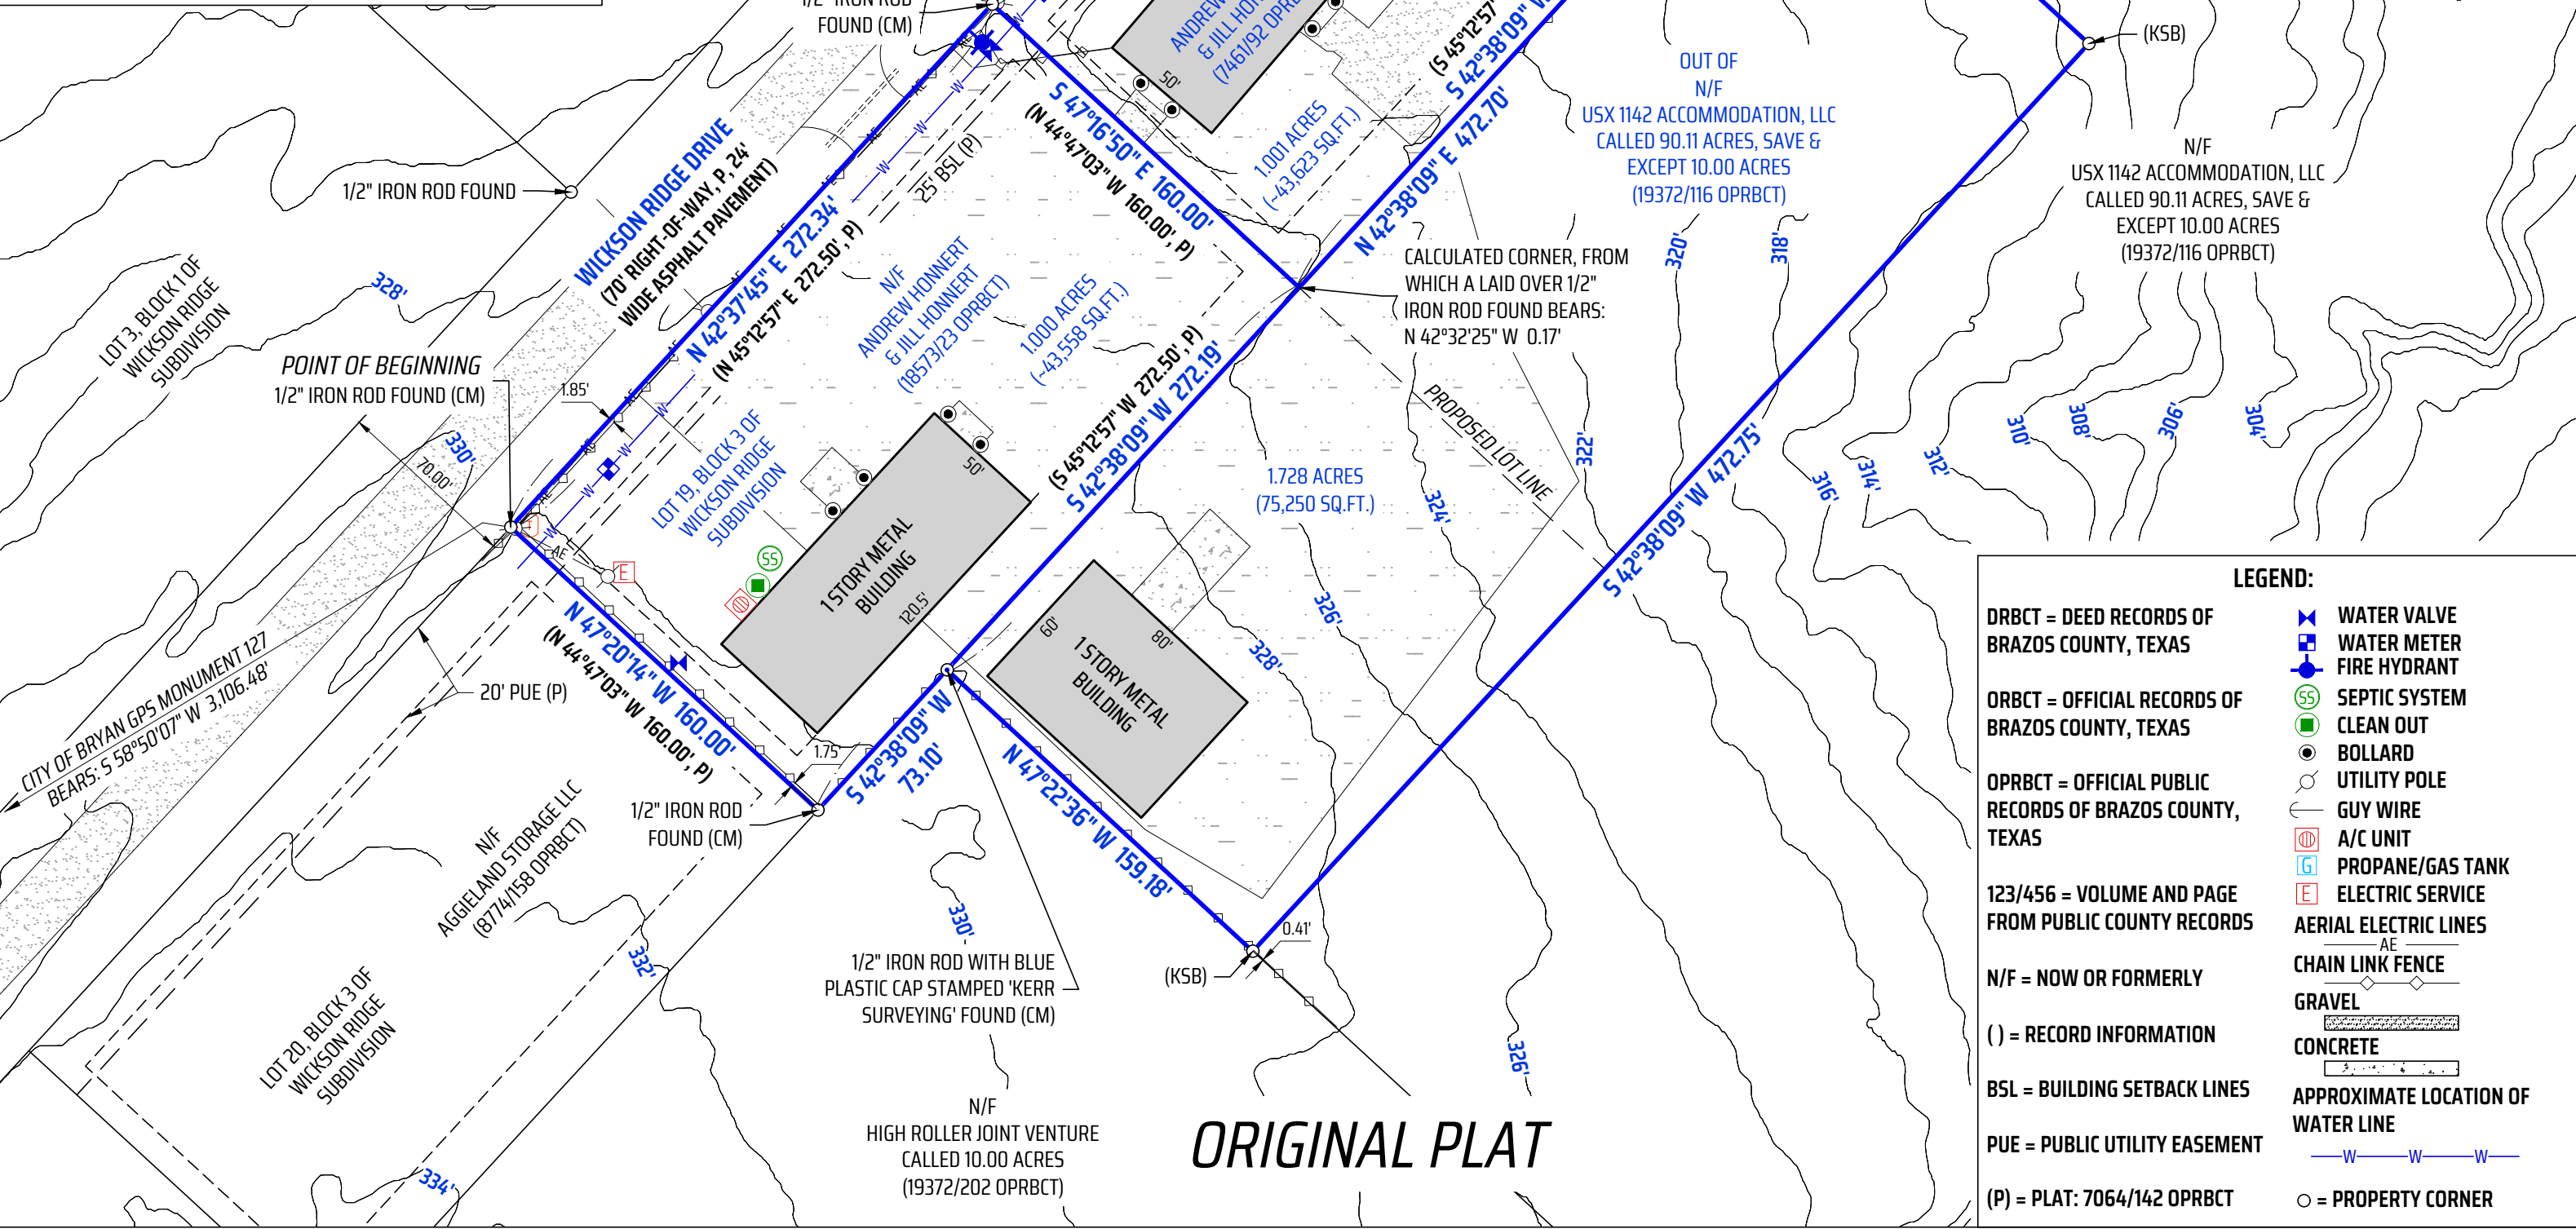 1/2" IRON ROD
FOUND (CM)
ANDREW
& JILL HON
(7461/92 OPRB
50'
(S 45°12'57"
S 42°38'09" W
(KSB)
OUT OF
N/F
USX 1142 ACCOMMODATION, LLC
CALLED 90.11 ACRES, SAVE &
EXCEPT 10.00 ACRES
(19372/116 OPRBCT)
N/F
USX 1142 ACCOMMODATION, LLC
CALLED 90.11 ACRES, SAVE &
EXCEPT 10.00 ACRES
(19372/116 OPRBCT)
1/2" IRON ROD FOUND
WICKSON RIDGE DRIVE
(70' RIGHT-OF-WAY, P, 24'
WIDE ASPHALT PAVEMENT)
25' BSL (P)
S 47°16'50" E 160.00'
(N 44°47'03" W 160.00', P)
1.001 ACRES
(~43,623 SQ.FT.)
N 42°38'09" E 472.70'
LOT 3, BLOCK 1 OF
WICKSON RIDGE
SUBDIVISION
328'
N 42°37'45" E 272.34'
(N 45°12'57" E 272.50', P)
N/F
ANDREW HONNERT
& JILL HONNERT
(18573/23 OPRBCT)
1.000 ACRES
(~43,558 SQ.FT.)
CALCULATED CORNER, FROM
WHICH A LAID OVER 1/2"
IRON ROD FOUND BEARS:
N 42°32'25" W 0.17'
320'
318'
POINT OF BEGINNING
1/2" IRON ROD FOUND (CM)
1.85'
330'
70.00'
(S 45°12'57" W 272.50', P)
S 42°38'09" W 272.19'
PROPOSED LOT LINE
322'
324'
316'
314'
312'
310'
308'
306'
304'
LOT 19, BLOCK 3 OF
WICKSON RIDGE
SUBDIVISION
50'
1.728 ACRES
(75,250 SQ.FT.)
S 42°38'09" W 472.75'
SS
E
AE
AE
AE
AE
AE
AE
AE
AE
AE
AE
W
W
W
W
W
W
W
W
1 STORY METAL
BUILDING
120.5'
60'
80'
1 STORY METAL
BUILDING
326'
328'
N 47°20'14" W 160.00'
(N 44°47'03" W 160.00', P)
CITY OF BRYAN GPS MONUMENT 127
BEARS: S 58°50'07" W 3,106.48'
20' PUE (P)
1.75'
S 42°38'09" W
73.10'
N 47°22'36" W 159.18'
1/2" IRON ROD
FOUND (CM)
N/F
AGGIELAND STORAGE LLC
(8774/158 OPRBCT)
330'
332'
0.41'
(KSB)
1/2" IRON ROD WITH BLUE
PLASTIC CAP STAMPED 'KERR
SURVEYING' FOUND (CM)
LOT 20, BLOCK 3 OF
WICKSON RIDGE
SUBDIVISION
326'
334'
N/F
HIGH ROLLER JOINT VENTURE
CALLED 10.00 ACRES
(19372/202 OPRBCT)
ORIGINAL PLAT
LEGEND:
DRBCT = DEED RECORDS OF
BRAZOS COUNTY, TEXAS
ORBCT = OFFICIAL RECORDS OF
BRAZOS COUNTY, TEXAS
OPRBCT = OFFICIAL PUBLIC
RECORDS OF BRAZOS COUNTY,
TEXAS
123/456 = VOLUME AND PAGE
FROM PUBLIC COUNTY RECORDS
N/F = NOW OR FORMERLY
( ) = RECORD INFORMATION
BSL = BUILDING SETBACK LINES
PUE = PUBLIC UTILITY EASEMENT
(P) = PLAT: 7064/142 OPRBCT
WATER VALVE
WATER METER
FIRE HYDRANT
SS SEPTIC SYSTEM
CLEAN OUT
BOLLARD
UTILITY POLE
GUY WIRE
A/C UNIT
G PROPANE/GAS TANK
E ELECTRIC SERVICE
AERIAL ELECTRIC LINES
AE
CHAIN LINK FENCE
GRAVEL
CONCRETE
APPROXIMATE LOCATION OF
WATER LINE
W W W
= PROPERTY CORNER